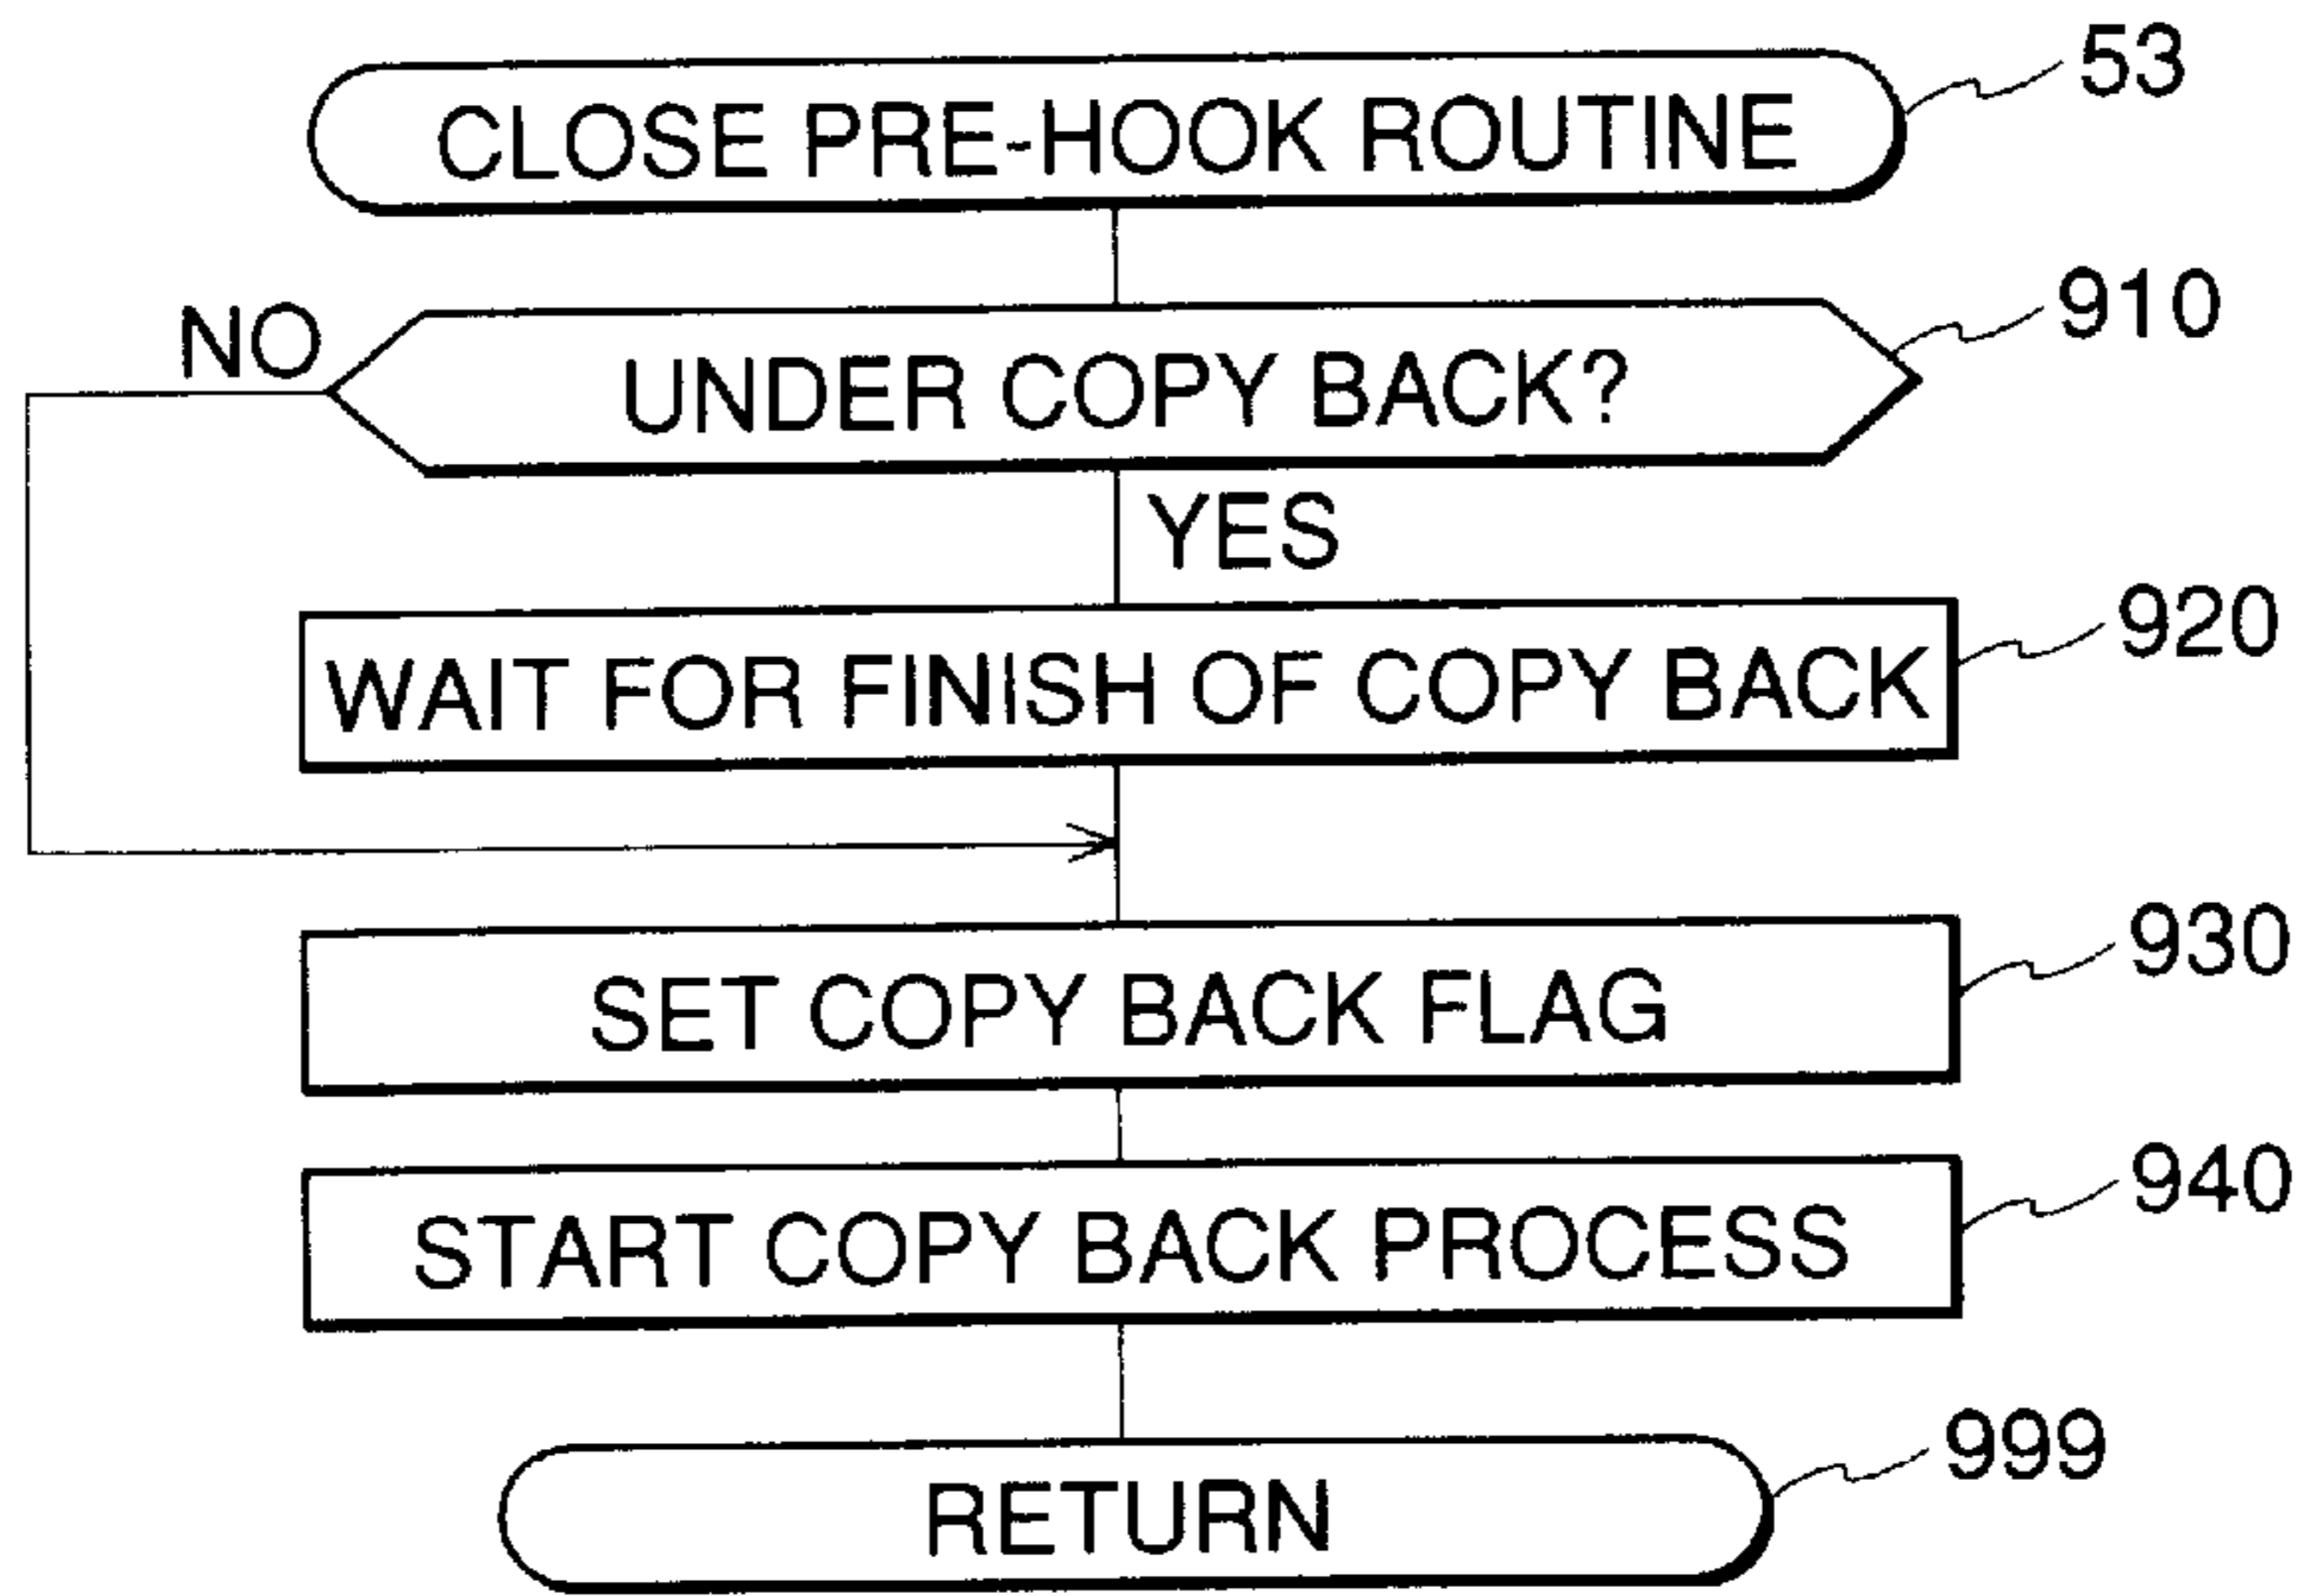 CLOSE PRE-HOOK ROUTINE
53
NO
UNDER COPY BACK?
910
YES
WAIT FOR FINISH OF COPY BACK
920
SET COPY BACK FLAG
930
START COPY BACK PROCESS
940
RETURN
999